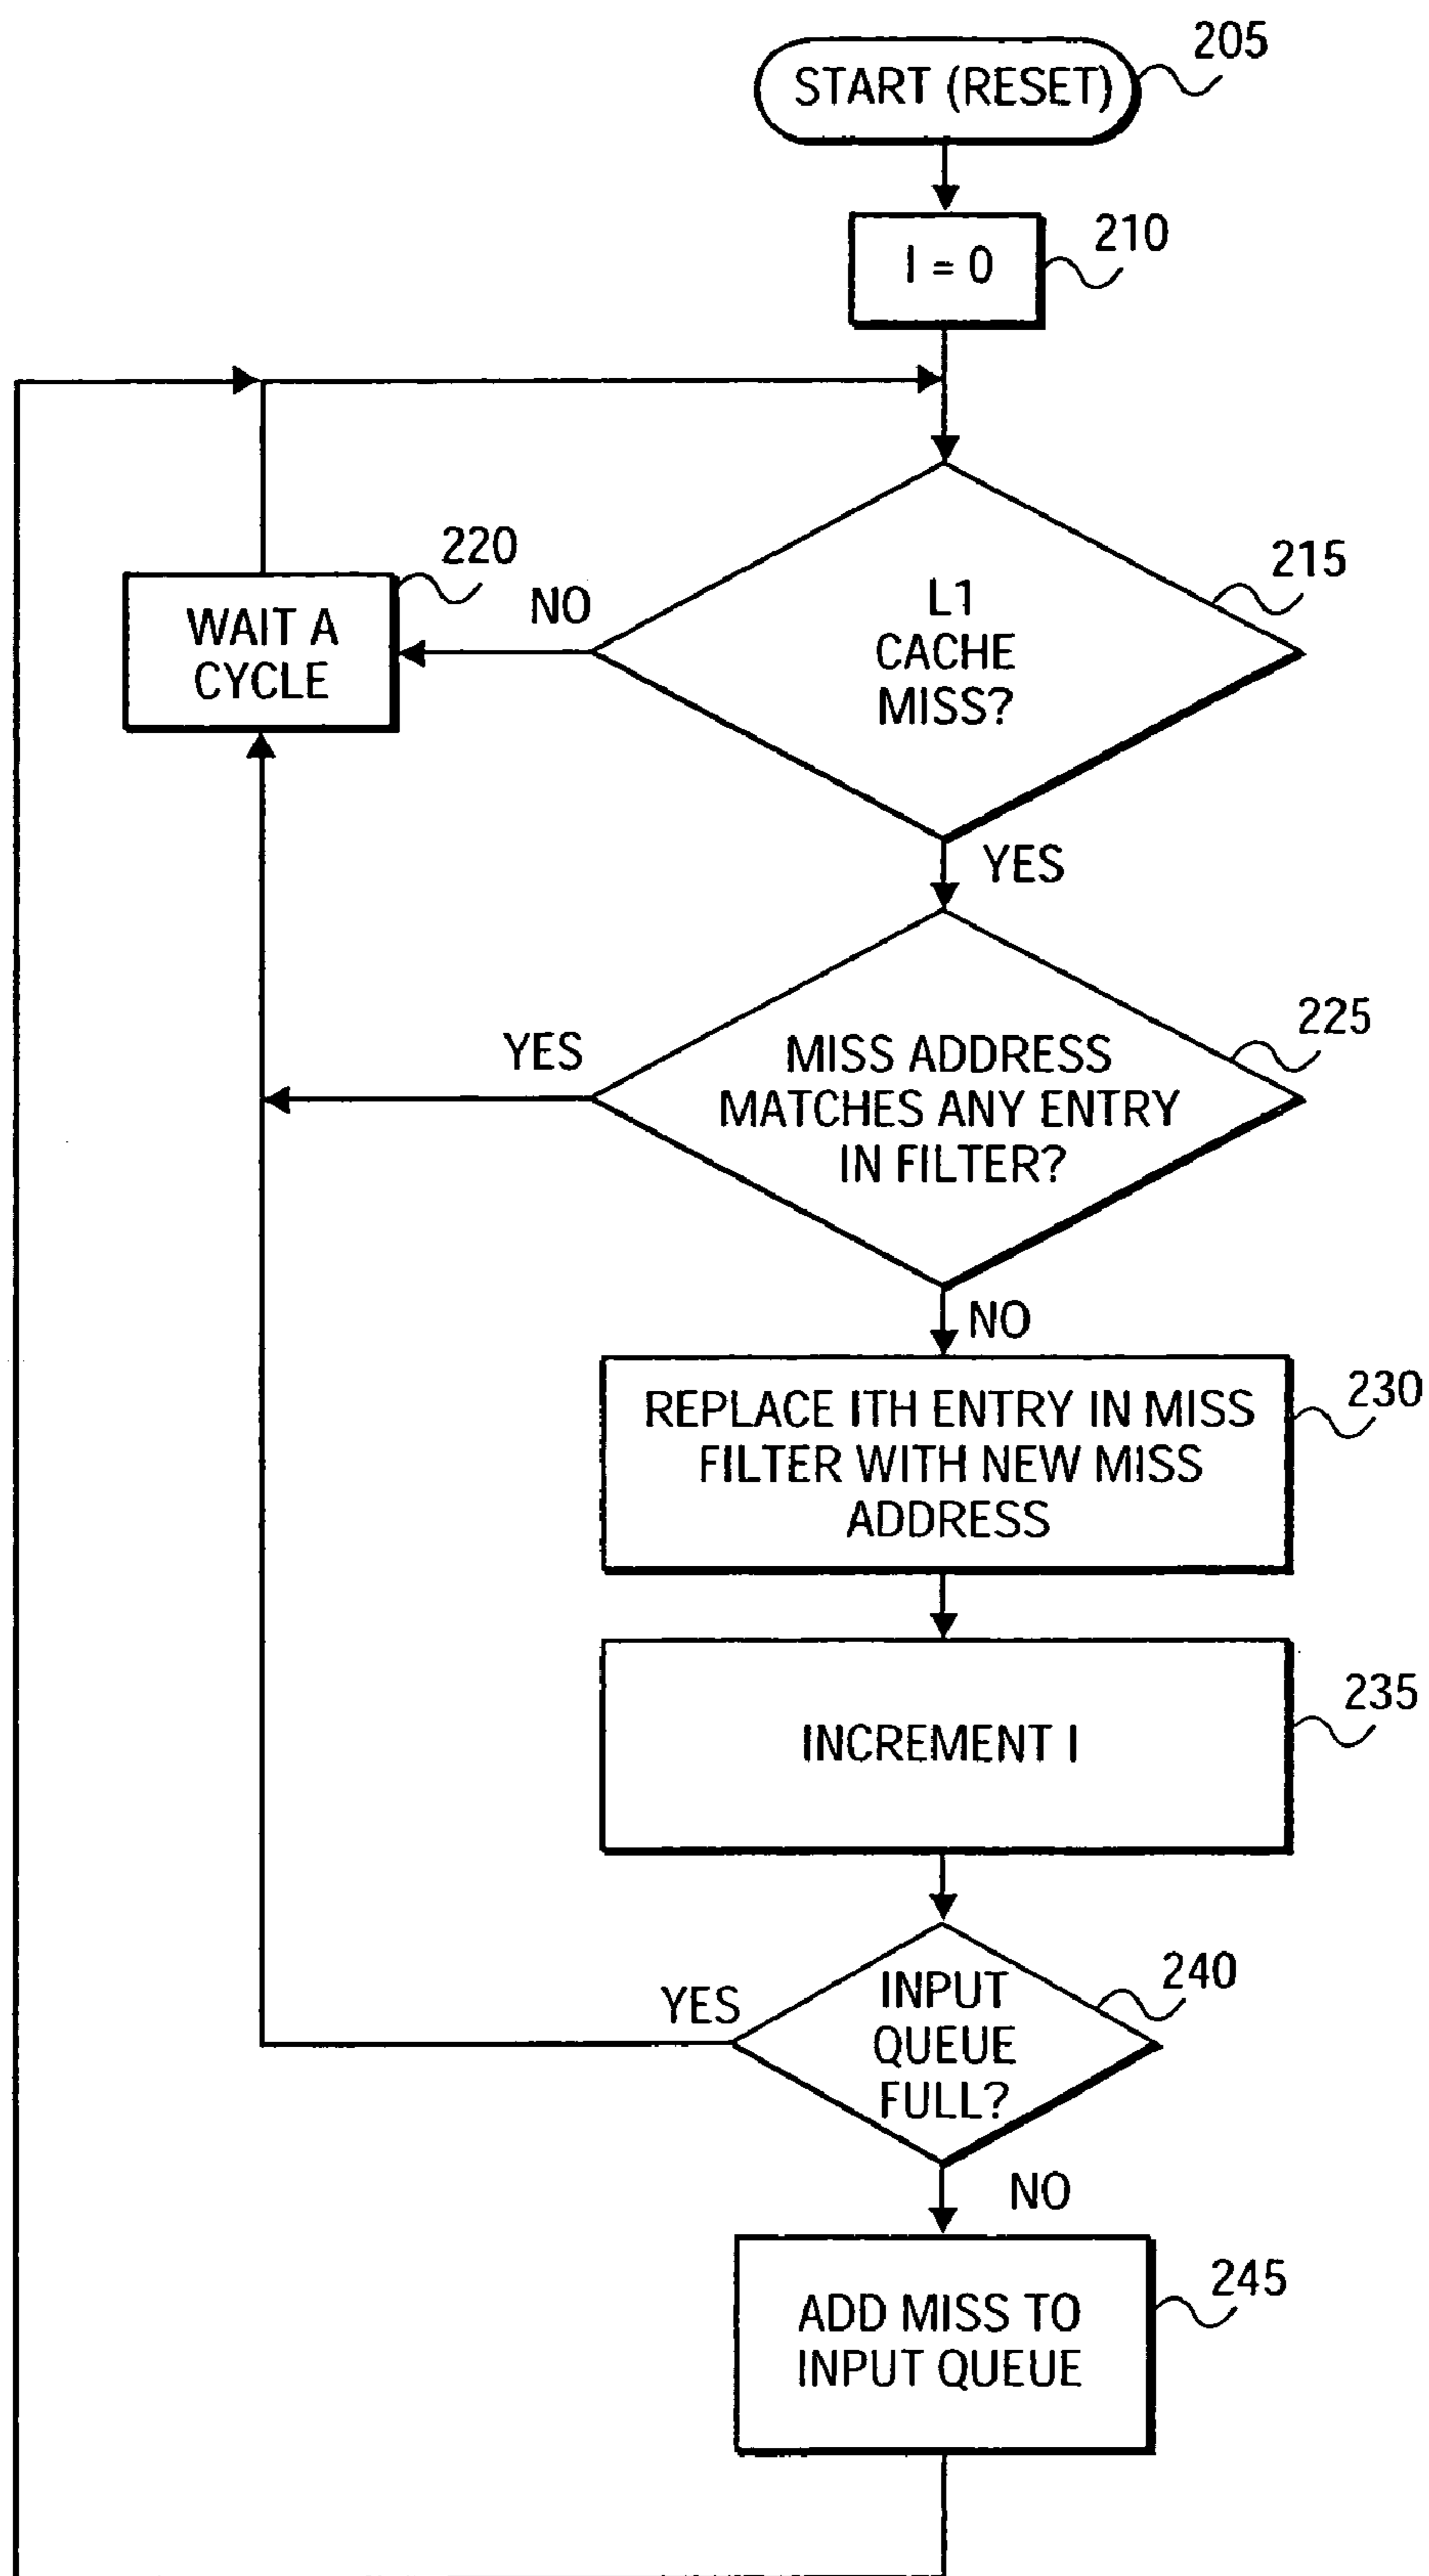 START (RESET)
205
I = 0
210
L1
CACHE
MISS?
215
NO
WAIT A
CYCLE
220
YES
MISS ADDRESS
MATCHES ANY ENTRY
IN FILTER?
225
YES
NO
REPLACE ITH ENTRY IN MISS
FILTER WITH NEW MISS
ADDRESS
230
INCREMENT I
235
INPUT
QUEUE
FULL?
240
YES
NO
ADD MISS TO
INPUT QUEUE
245